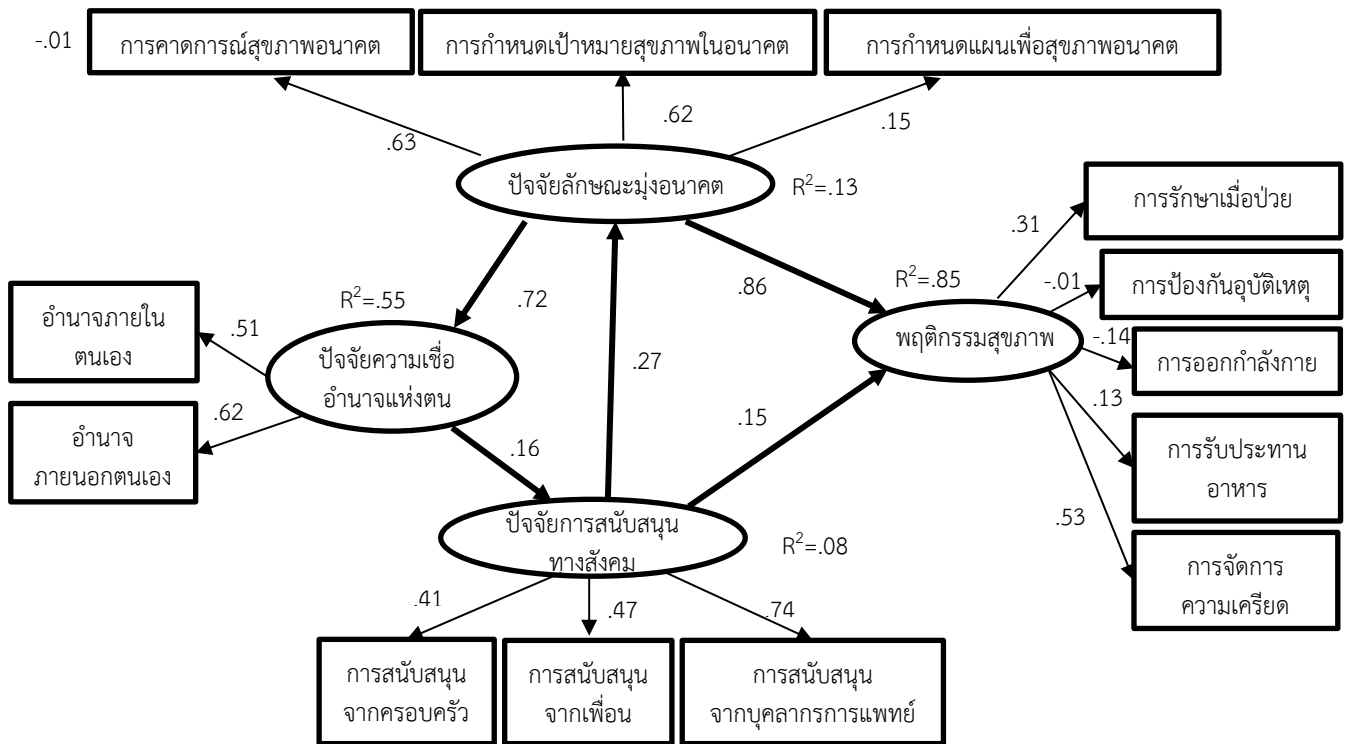 -.01
การคาดการณ์สุขภาพอนาคต
การกำหนดเป้าหมายสุขภาพในอนาคต
การกำหนดแผนเพื่อสุขภาพอนาคต
.63
.62
.15
ปัจจัยลักษณะมุ่งอนาคต
R²=.13
การรักษาเมื่อป่วย
.31
R²=.85
-.01
การป้องกันอุบัติเหตุ
.86
พฤติกรรมสุขภาพ
-.14
การออกกำลังกาย
.13
การรับประทาน
อาหาร
.53
การจัดการ
ความเครียด
.72
R²=.55
อำนาจภายใน
ตนเอง
.51
ปัจจัยความเชื่อ
อำนาจแห่งตน
.62
อำนาจ
ภายนอกตนเอง
.27
.15
.16
ปัจจัยการสนับสนุน
ทางสังคม
R²=.08
.41
.47
.74
การสนับสนุน
จากครอบครัว
การสนับสนุน
จากเพื่อน
การสนับสนุน
จากบุคลากรการแพทย์